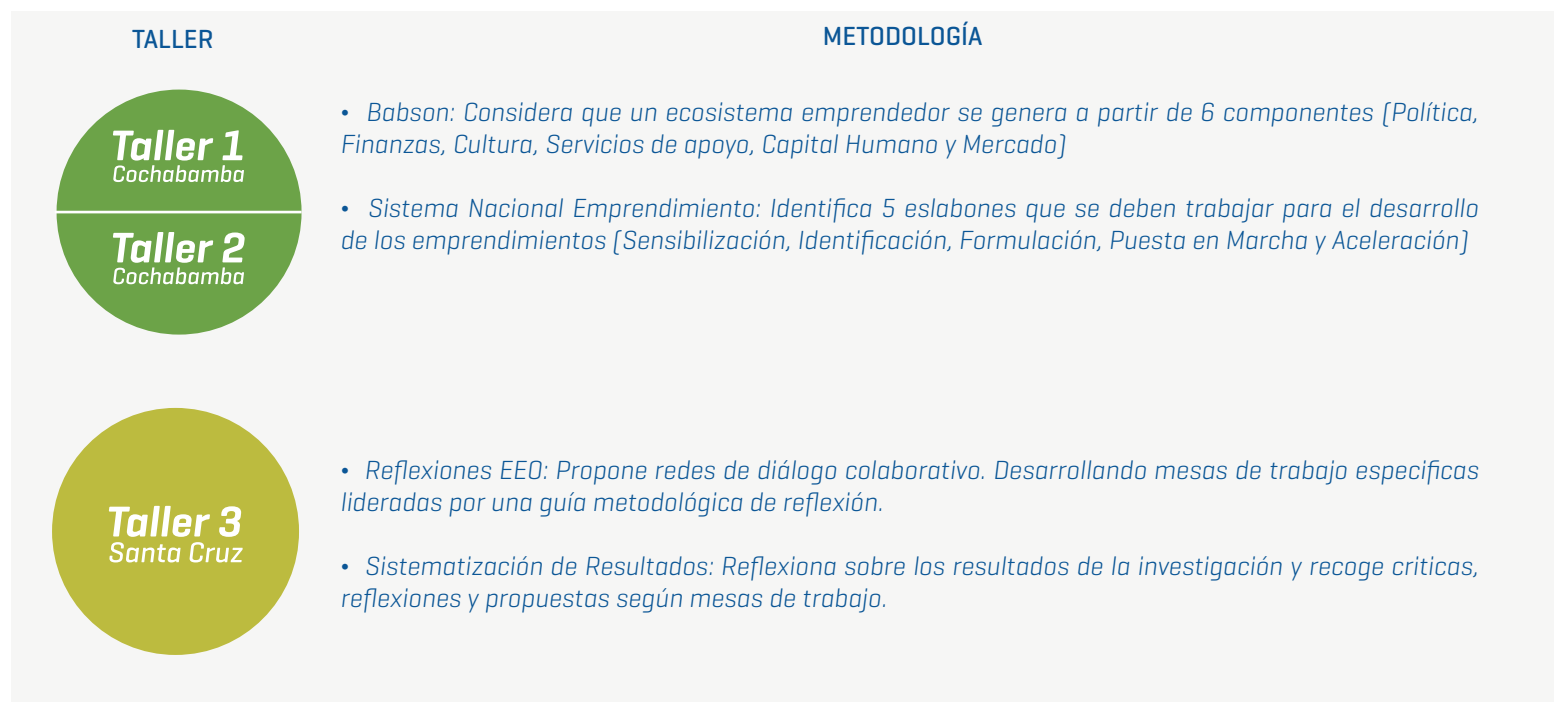 TALLER
METODOLOGÍA
Taller 1
Cochabamba
Taller 2
Cochabamba
• Babson: Considera que un ecosistema emprendedor se genera a partir de 6 componentes (Política,
Finanzas, Cultura, Servicios de apoyo, Capital Humano y Mercado)
• Sistema Nacional Emprendimiento: Identifica 5 eslabones que se deben trabajar para el desarrollo
de los emprendimientos (Sensibilización, Identificación, Formulación, Puesta en Marcha y Aceleración)
Taller 3
Santa Cruz
• Reflexiones EEO: Propone redes de diálogo colaborativo. Desarrollando mesas de trabajo especificas
lideradas por una guía metodológica de reflexión.
• Sistematización de Resultados: Reflexiona sobre los resultados de la investigación y recoge criticas,
reflexiones y propuestas según mesas de trabajo.